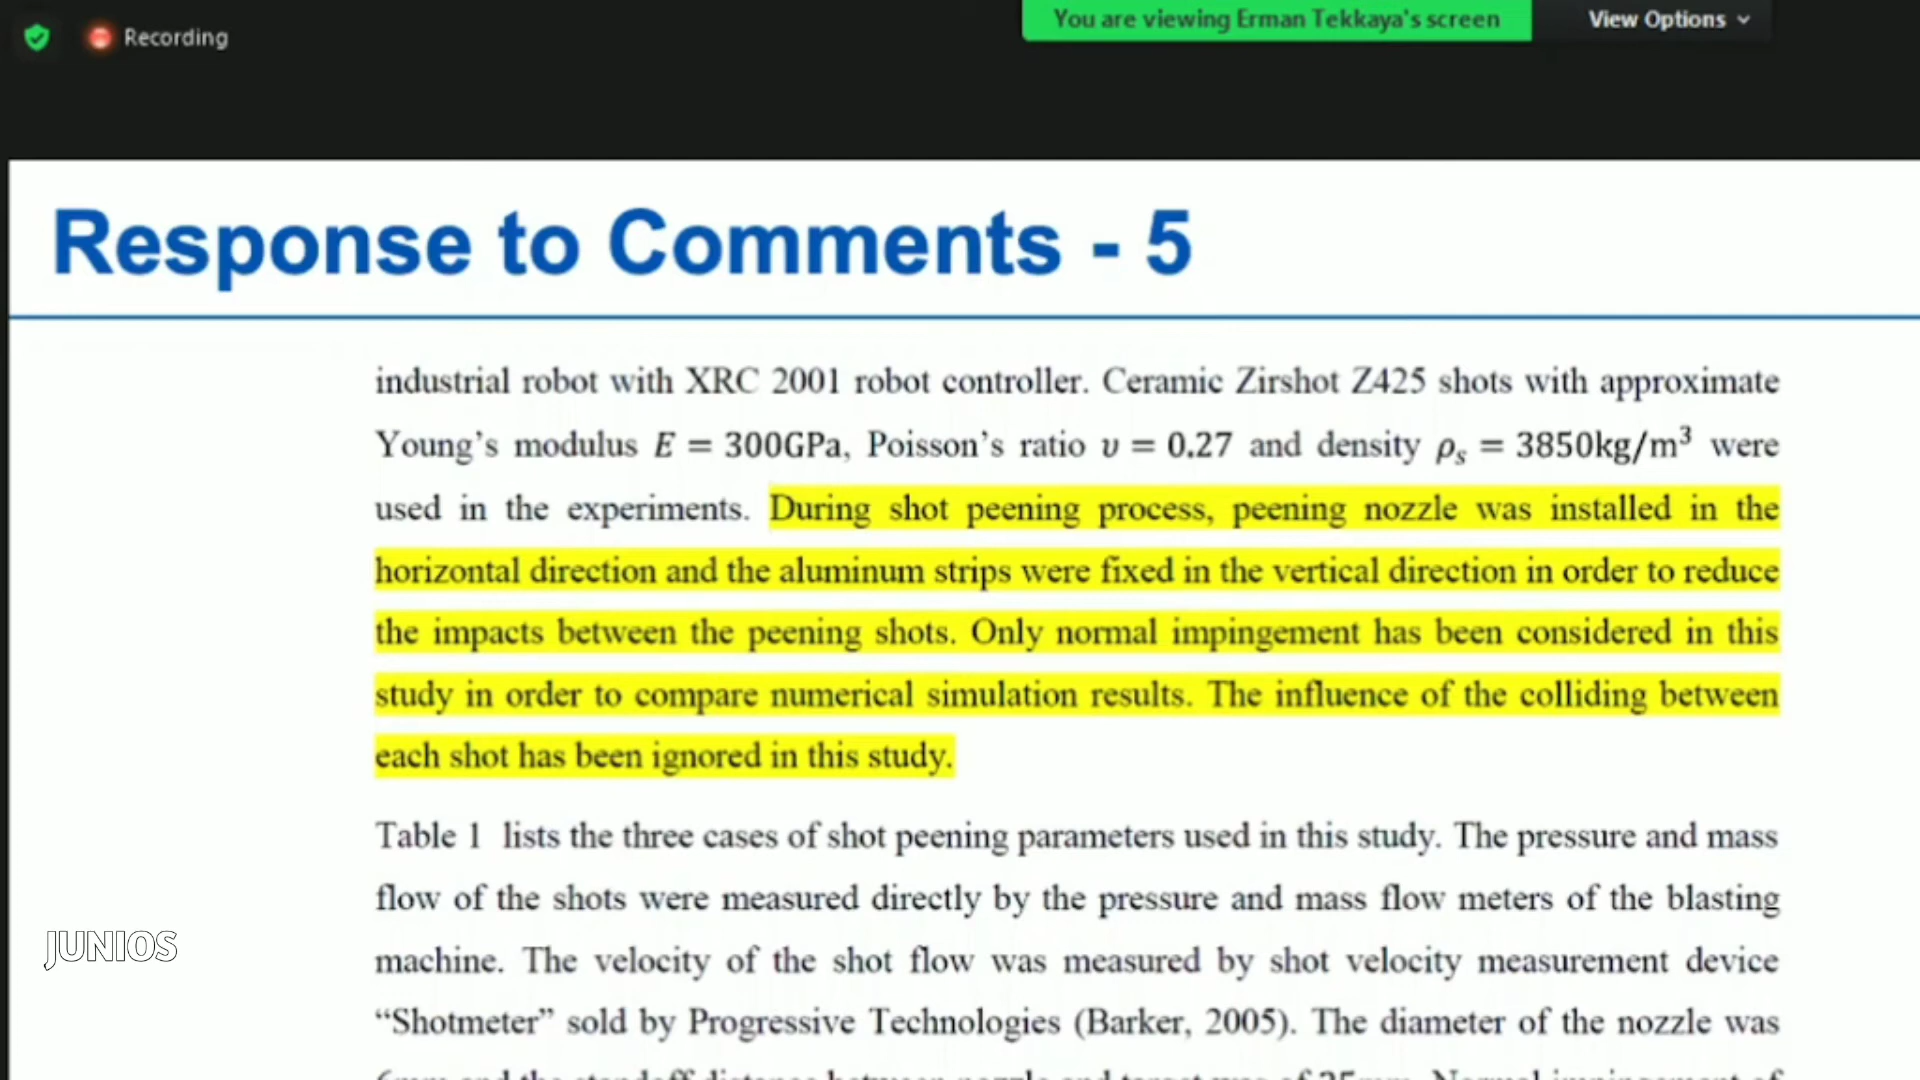 Recording
You are viewing Erman Tekkaya's screen
View Options
Response to Comments - 5
industrial robot with XRC 2001 robot controller. Ceramic Zirshot Z425 shots with approximate
Young's modulus E = 300GPa, Poisson's ratio υ = 0.27 and density ρₛ = 3850kg/m³ were
used in the experiments. During shot peening process, peening nozzle was installed in the
horizontal direction and the aluminum strips were fixed in the vertical direction in order to reduce
the impacts between the peening shots. Only normal impingement has been considered in this
study in order to compare numerical simulation results. The influence of the colliding between
each shot has been ignored in this study.
Table 1 lists the three cases of shot peening parameters used in this study. The pressure and mass
flow of the shots were measured directly by the pressure and mass flow meters of the blasting
machine. The velocity of the shot flow was measured by shot velocity measurement device
“Shotmeter” sold by Progressive Technologies (Barker, 2005). The diameter of the nozzle was
JUNIOS